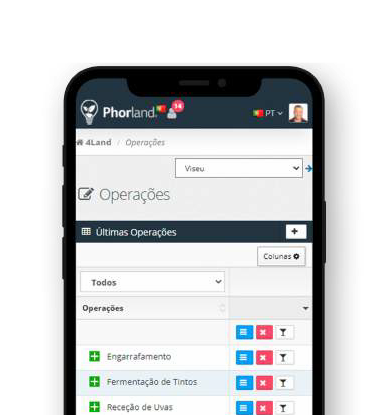 Phorland
14
PT
4Land / Operações
Viseu
Operações
Últimas Operações
Colunas
Todos
Operações
Engarrafamento
Fermentação de Tintos
Receção de Uvas